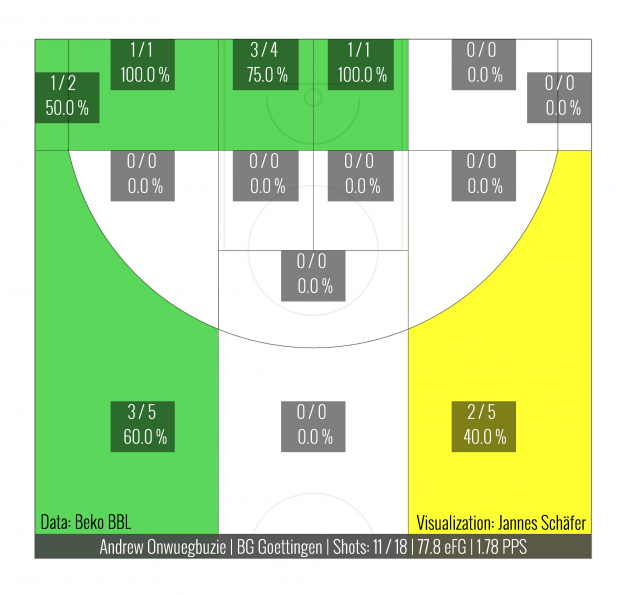 1 / 1
100.0 %
3 / 4
75.0 %
1 / 1
100.0 %
0 / 0
0.0 %
1 / 2
50.0 %
0 / 0
0.0 %
0 / 0
0.0 %
0 / 0
0.0 %
0 / 0
0.0 %
0 / 0
0.0 %
0 / 0
0.0 %
3 / 5
60.0 %
0 / 0
0.0 %
2 / 5
40.0 %
Data: Beko BBL
Visualization: Jannes Schäfer
Andrew Onwuegbuzie | BG Goettingen | Shots: 11 / 18 | 77.8 eFG | 1.78 PPS